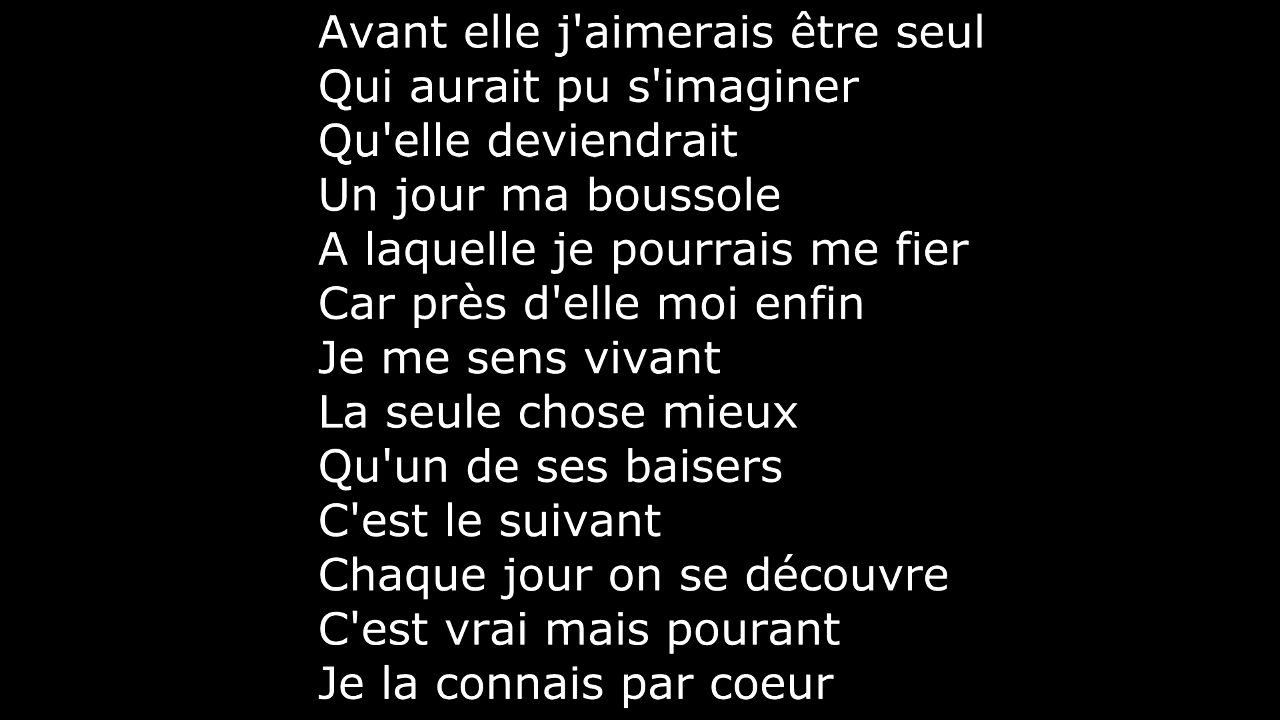 Avant elle j'aimerais être seul
Qui aurait pu s'imaginer
Qu'elle deviendrait
Un jour ma boussole
A laquelle je pourrais me fier
Car près d'elle moi enfin
Je me sens vivant
La seule chose mieux
Qu'un de ses baisers
C'est le suivant
Chaque jour on se découvre
C'est vrai mais pourant
Je la connais par coeur